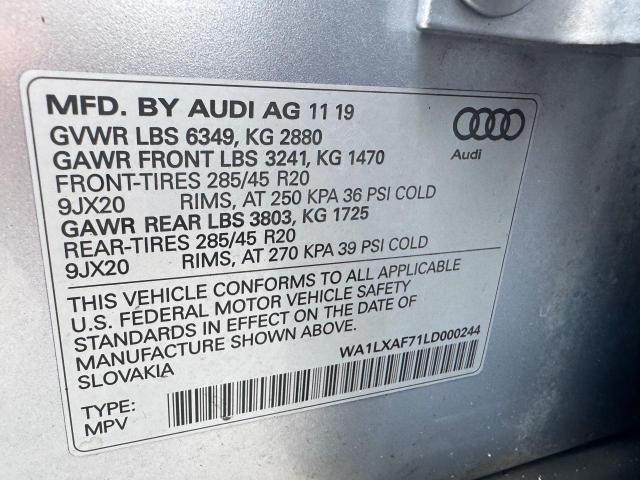 MFD. BY AUDI AG 11 19
GVWR LBS 6349, KG 2880
GAWR FRONT LBS 3241, KG 1470
FRONT-TIRES 285/45 R20
9JX20 RIMS, AT 250 KPA 36 PSI COLD
GAWR REAR LBS 3803, KG 1725
REAR-TIRES 285/45 R20
9JX20 RIMS, AT 270 KPA 39 PSI COLD
Audi
THIS VEHICLE CONFORMS TO ALL APPLICABLE
U.S. FEDERAL MOTOR VEHICLE SAFETY
STANDARDS IN EFFECT ON THE DATE OF
MANUFACTURE SHOWN ABOVE.
SLOVAKIA
WA1LXAF71LD000244
TYPE:
MPV